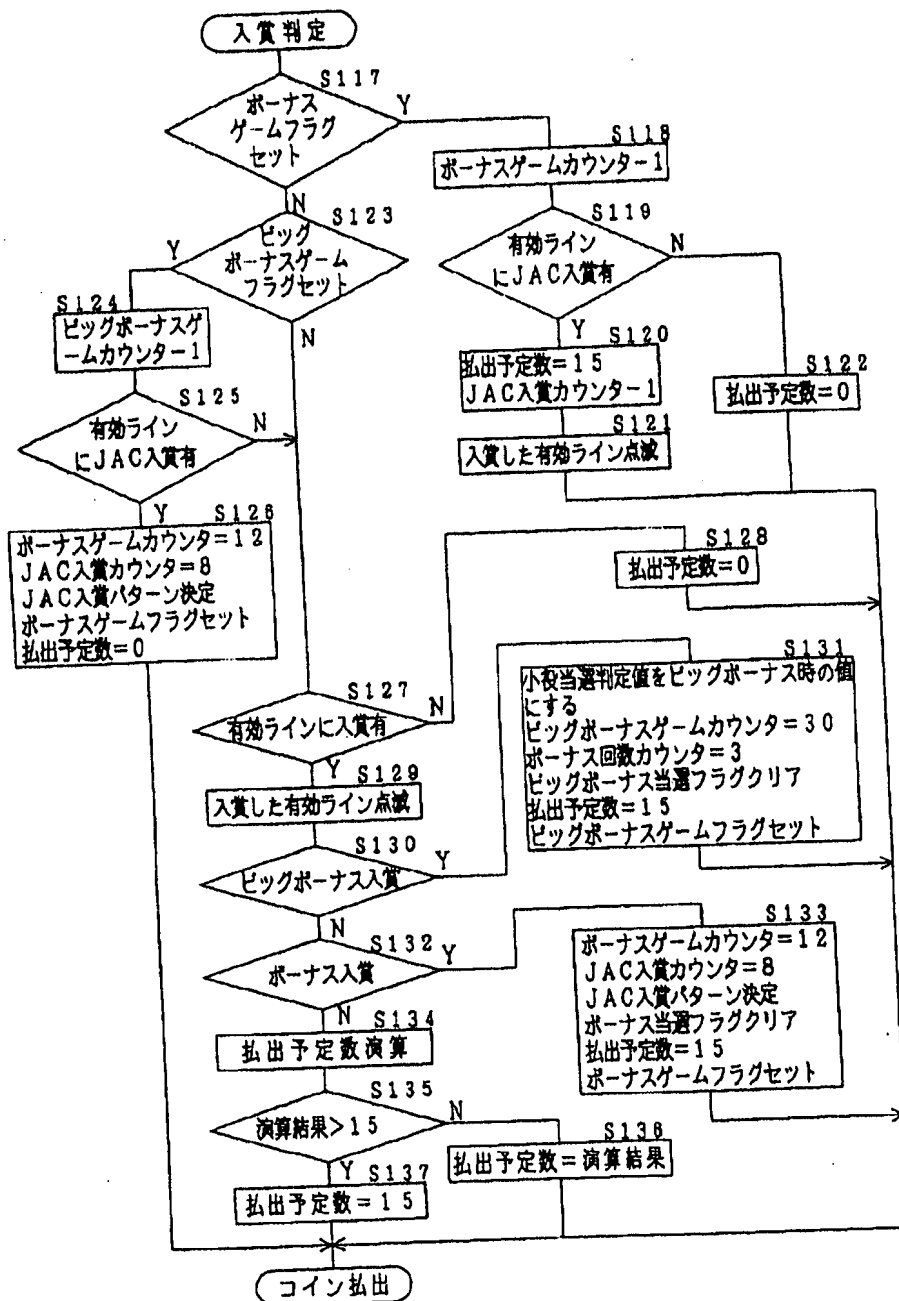 入賞判定
S117
ボーナス
ゲームフラグ
セット
Y
N
S118
ボーナスゲームカウンター1
S119
有効ライン
にJAC入賞有
N
Y
S120
払出予定数=15
JAC入賞カウンター1
S121
入賞した有効ライン点滅
S122
払出予定数=0
S123
ビッグ
ボーナスゲーム
フラグセット
Y
N
S124
ビッグボーナスゲ
ームカウンター1
S125
有効ライン
にJAC入賞有
N
Y
S126
ボーナスゲームカウンタ=12
JAC入賞カウンタ=8
JAC入賞パターン決定
ボーナスゲームフラグセット
払出予定数=0
S127
有効ラインに入賞有
N
Y
S128
払出予定数=0
S129
入賞した有効ライン点滅
S130
ビッグボーナス入賞
Y
N
S131
小役当選判定値をビッグボーナス時の値
にする
ビッグボーナスゲームカウンタ=30
ボーナス回数カウンタ=3
ビッグボーナス当選フラグクリア
払出予定数=15
ビッグボーナスゲームフラグセット
S132
ボーナス入賞
Y
N
S133
ボーナスゲームカウンタ=12
JAC入賞カウンタ=8
JAC入賞パターン決定
ボーナス当選フラグクリア
払出予定数=15
ボーナスゲームフラグセット
S134
払出予定数演算
S135
演算結果>15
N
Y
S136
払出予定数=演算結果
S137
払出予定数=15
コイン払出